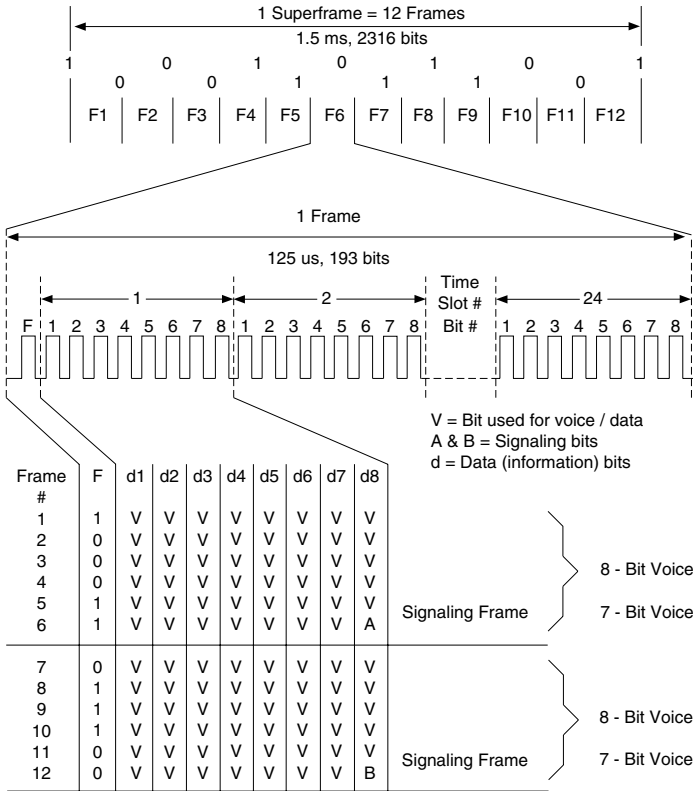 1 Superframe = 12 Frames
1.5 ms, 2316 bits
1 0 1 0 1 0 1
0 0 1 1 1 0
F1 F2 F3 F4 F5 F6 F7 F8 F9 F10 F11 F12
1 Frame
125 us, 193 bits
1 2 Time Slot # 24
F 1 2 3 4 5 6 7 8 1 2 3 4 5 6 7 8 Bit # 1 2 3 4 5 6 7 8
V = Bit used for voice / data
A & B = Signaling bits
d = Data (information) bits
Frame # F d1 d2 d3 d4 d5 d6 d7 d8
1 1 V V V V V V V V
2 0 V V V V V V V V
3 0 V V V V V V V V
4 0 V V V V V V V V
8 - Bit Voice
5 1 V V V V V V V V
6 1 V V V V V V V A Signaling Frame 7 - Bit Voice
7 0 V V V V V V V V
8 1 V V V V V V V V
9 1 V V V V V V V V
10 1 V V V V V V V V
8 - Bit Voice
11 0 V V V V V V V V
12 0 V V V V V V V B Signaling Frame 7 - Bit Voice